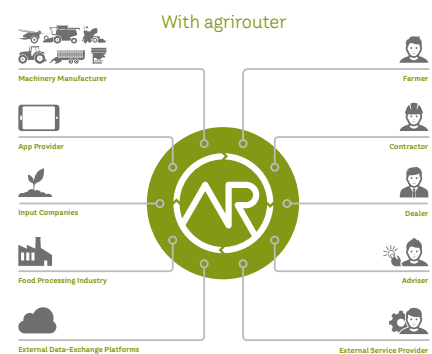 With agrirouter
Machinery Manufacturer
Farmer
App Provider
Contractor
AR
Input Companies
Dealer
Food Processing Industry
Adviser
External Data-Exchange Platforms
External Service Provider